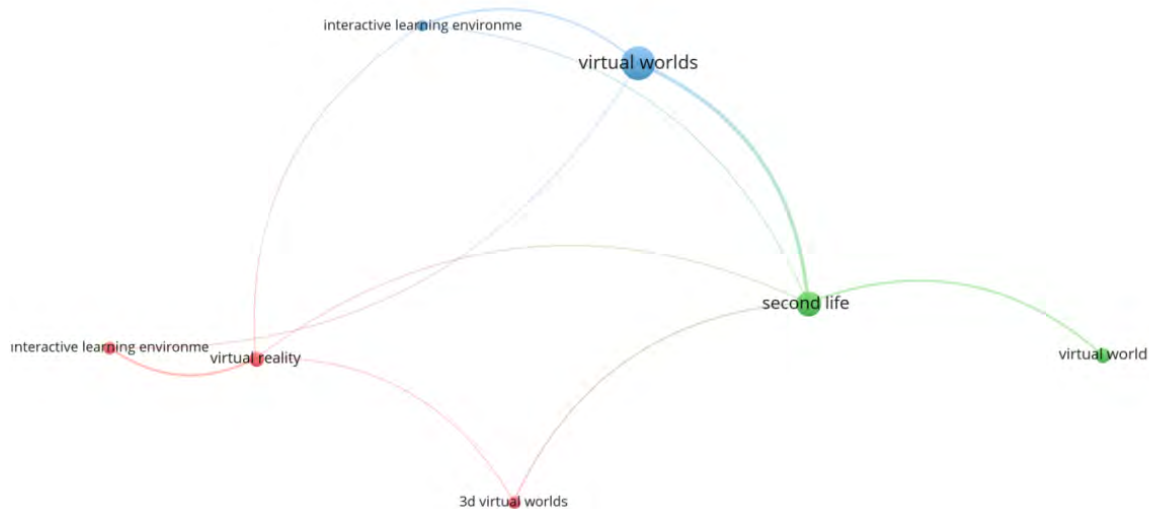 interactive learning environme
virtual worlds
second life
interactive learning environme
virtual reality
virtual world
3d virtual worlds